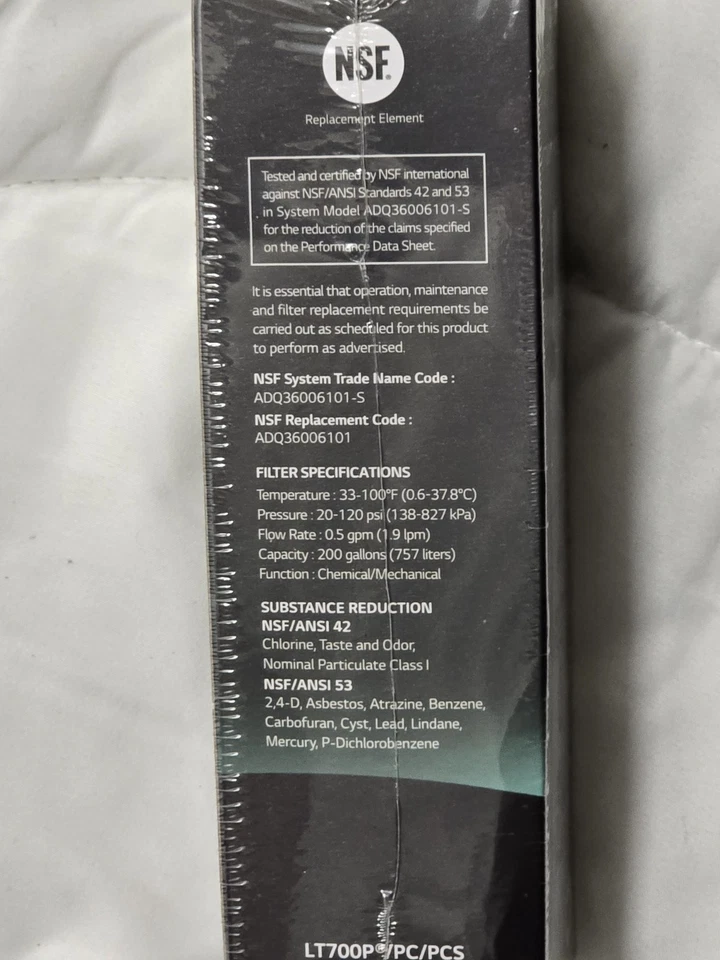 NSF®
Replacement Element
Tested and certified by NSF international
against NSF/ANSI Standards 42 and 53
in System Model ADQ36006101-S
for the reduction of the claims specified
on the Performance Data Sheet.
It is essential that operation, maintenance
and filter replacement requirements be
carried out as scheduled for this product
to perform as advertised.
NSF System Trade Name Code :
ADQ36006101-S
NSF Replacement Code :
ADQ36006101
FILTER SPECIFICATIONS
Temperature : 33-100°F (0.6-37.8°C)
Pressure : 20-120 psi (138-827 kPa)
Flow Rate : 0.5 gpm (1.9 lpm)
Capacity : 200 gallons (757 liters)
Function : Chemical/Mechanical
SUBSTANCE REDUCTION
NSF/ANSI 42
Chlorine, Taste and Odor,
Nominal Particulate Class I
NSF/ANSI 53
2,4-D, Asbestos, Atrazine, Benzene,
Carbofuran, Cyst, Lead, Lindane,
Mercury, P-Dichlorobenzene
LT700P®/PC/PCS